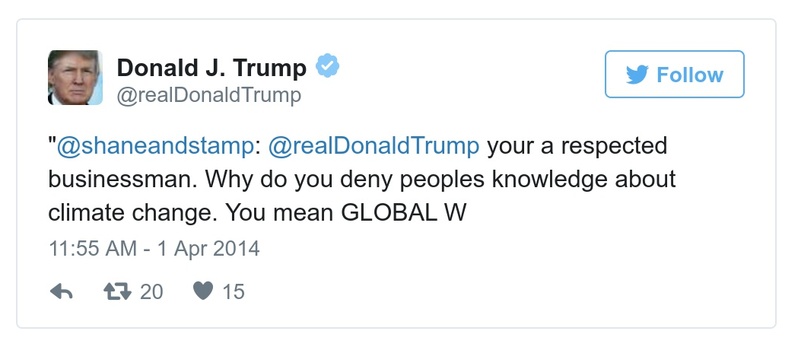 Donald J. Trump
@realDonaldTrump
Follow
"@shaneandstamp: @realDonaldTrump your a respected
businessman. Why do you deny peoples knowledge about
climate change. You mean GLOBAL W
11:55 AM - 1 Apr 2014
20 15